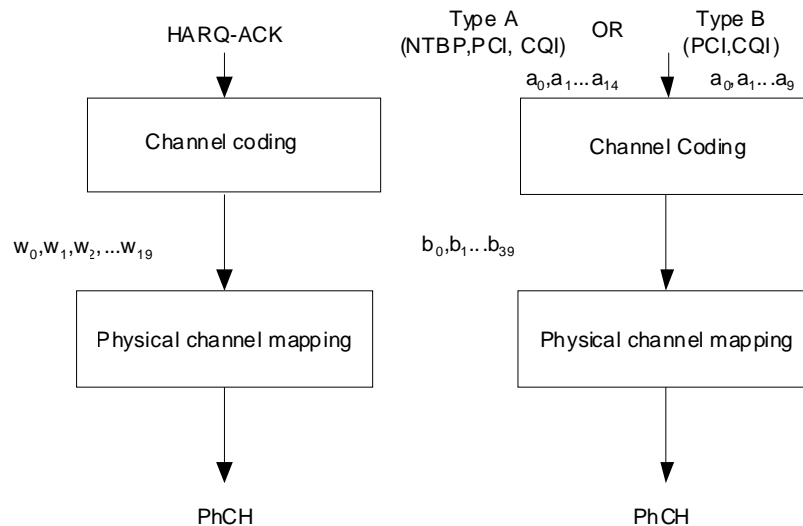 HARQ-ACK
Channel coding
w0,w1,w2,...w19
Physical channel mapping
PhCH
Type A
(NTBP,PCI, CQI)
OR
Type B
(PCI,CQI)
a0,a1...a14
a0,a1...a9
Channel Coding
b0,b1...b39
Physical channel mapping
PhCH